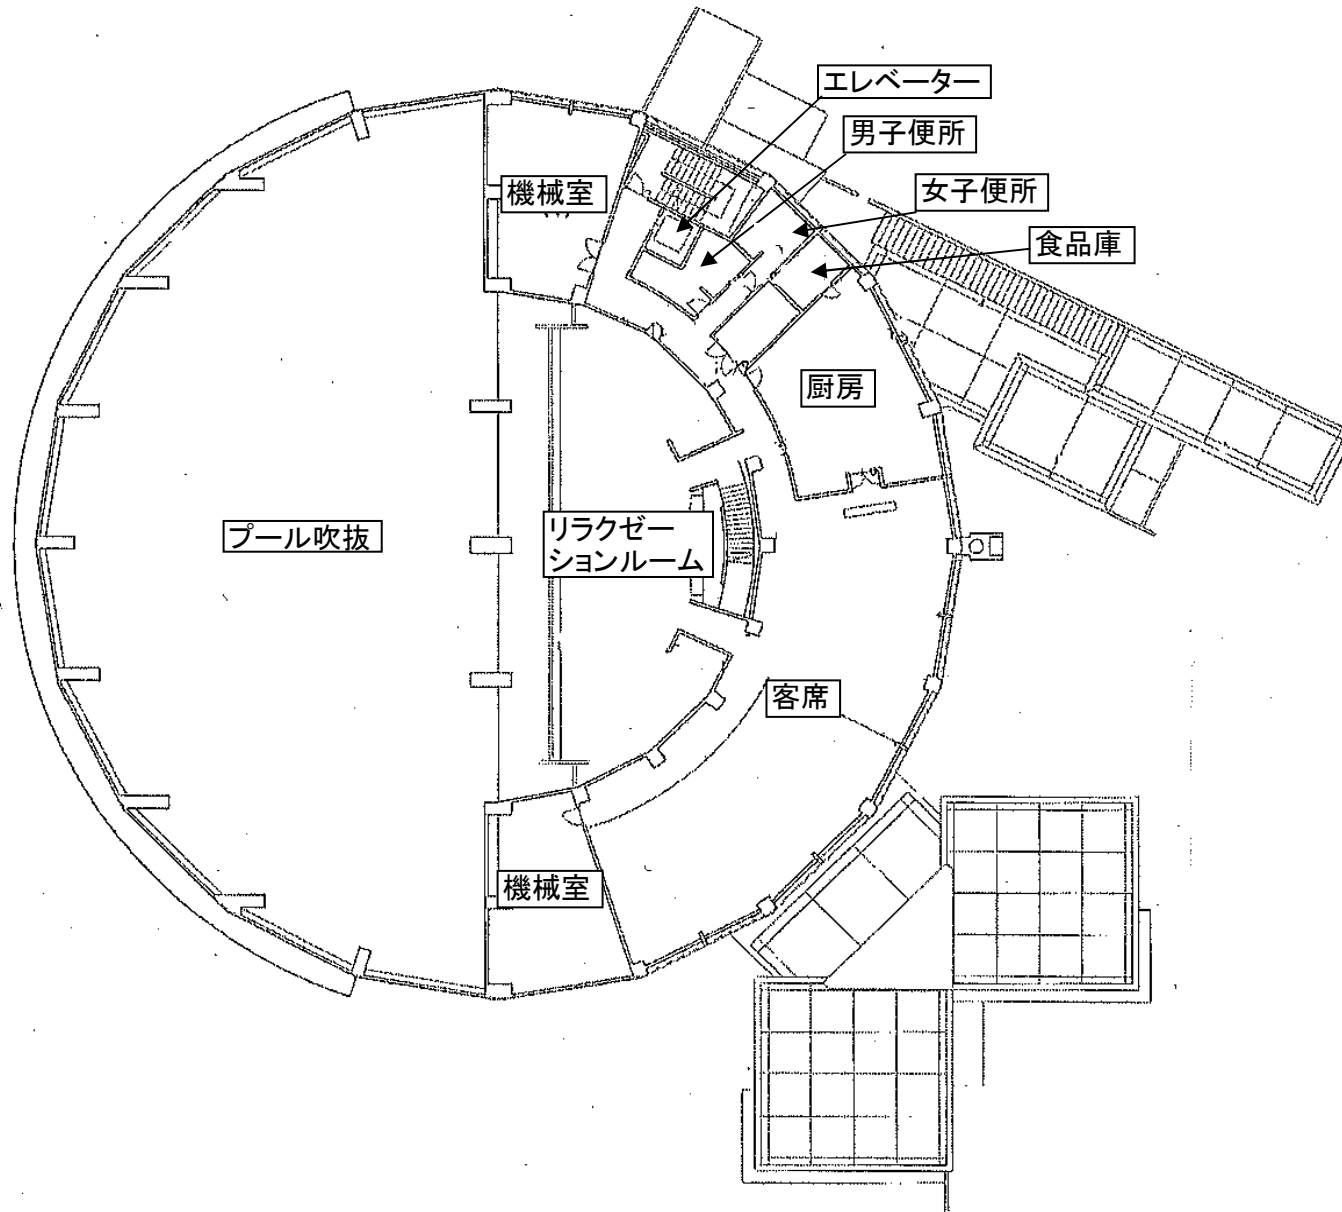 エレベーター
男子便所
機械室
女子便所
食品庫
厨房
プール吹抜
リラクゼー
ションルーム
客席
機械室